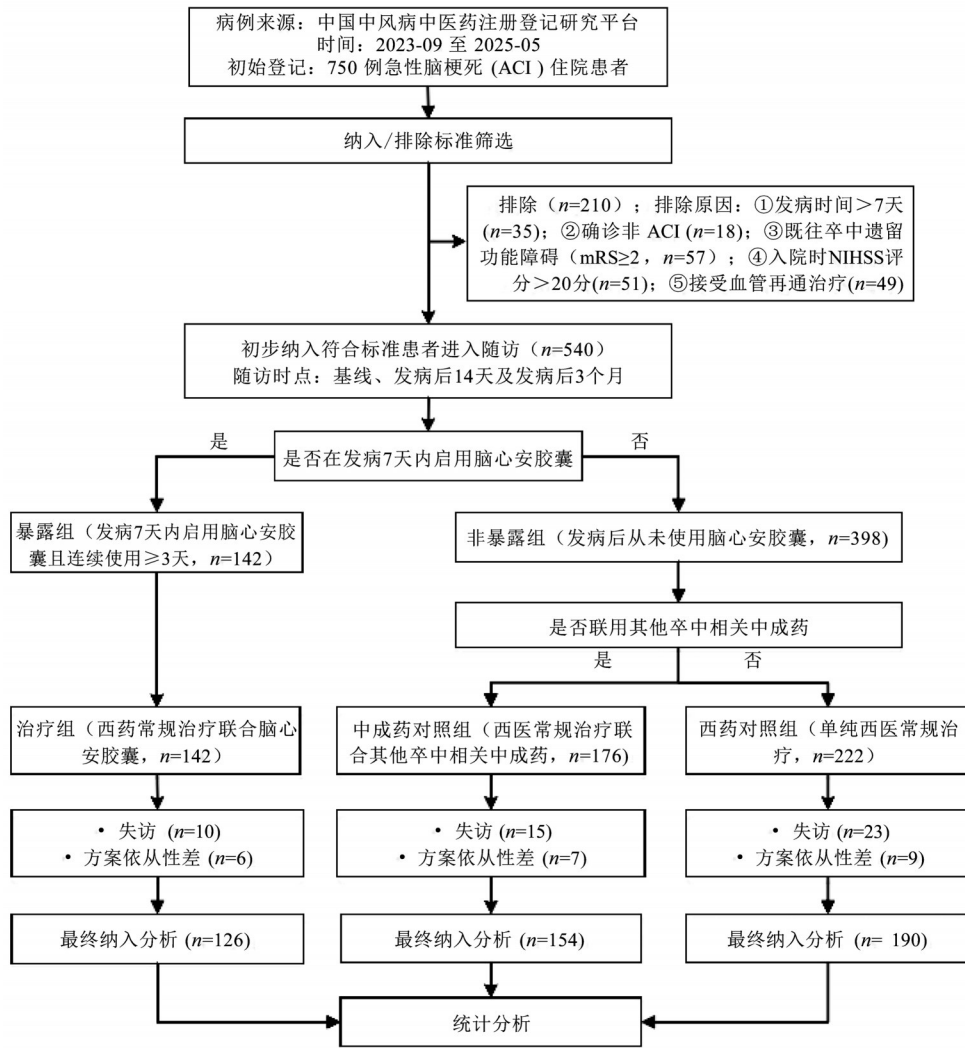 病例来源：中国中风病中医药注册登记研究平台
时间：2023-09 至 2025-05
初始登记：750 例急性脑梗死 (ACI ) 住院患者
纳入/排除标准筛选
排除（n=210）；排除原因：①发病时间＞7天
(n=35)；②确诊非 ACI (n=18)；③既往卒中遗留
功能障碍（mRS≥2，n=57）；④入院时NIHSS评
分＞20分(n=51)；⑤接受血管再通治疗(n=49)
初步纳入符合标准患者进入随访（n=540）
随访时点：基线、发病后14天及发病后3个月
是否在发病7天内启用脑心安胶囊
是
否
暴露组（发病7天内启用脑心安胶
囊且连续使用≥3天，n=142）
非暴露组（发病后从未使用脑心安胶囊，n=398）
是否联用其他卒中相关中成药
是
否
治疗组（西药常规治疗联合脑心
安胶囊，n=142）
中成药对照组（西医常规治疗联
合其他卒中相关中成药，n=176）
西药对照组（单纯西医常规治
疗，n=222）
• 失访 (n=10)
• 方案依从性差 (n=6)
• 失访 (n=15)
• 方案依从性差 (n=7)
• 失访 (n=23)
• 方案依从性差 (n=9)
最终纳入分析 (n=126)
最终纳入分析 (n=154)
最终纳入分析 (n= 190)
统计分析